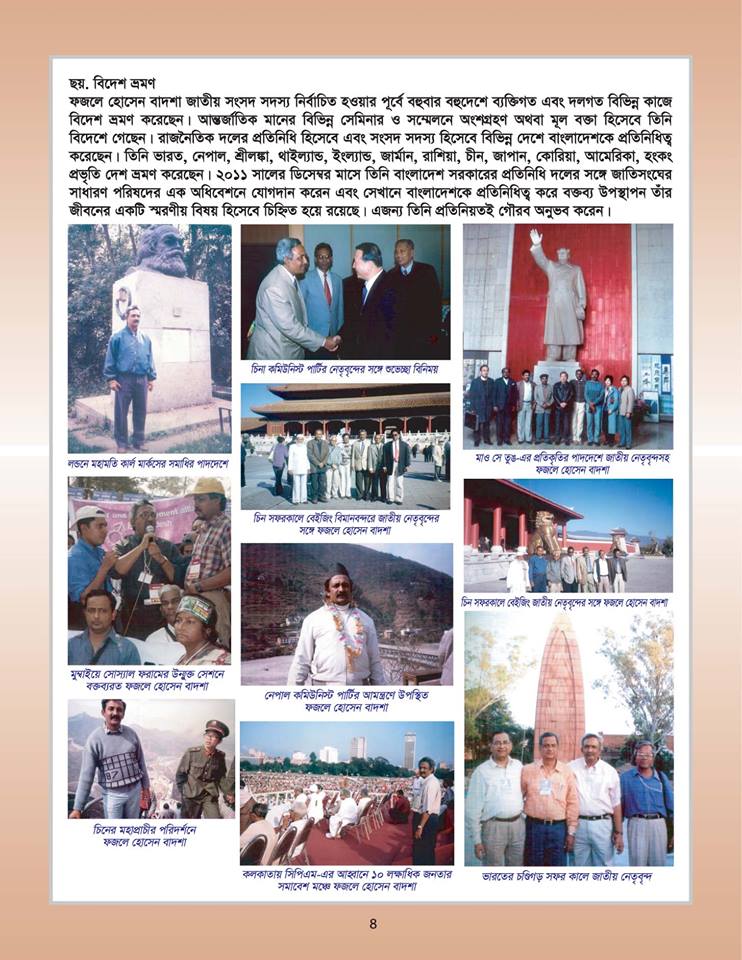 ছয়. বিদেশ ভ্রমণ
ফজলে হোসেন বাদশা জাতীয় সংসদ সদস্য নির্বাচিত হওয়ার পূর্বে বহুবার বহুদেশে ব্যক্তিগত এবং দলগত বিভিন্ন কাজে
বিদেশ ভ্রমণ করেছেন। আন্তর্জাতিক মানের বিভিন্ন সেমিনার ও সম্মেলনে অংশগ্রহণ অথবা মূল বক্তা হিসেবে তিনি
বিদেশে গেছেন। রাজনৈতিক দলের প্রতিনিধি হিসেবে এবং সংসদ সদস্য হিসেবে বিভিন্ন দেশে বাংলাদেশকে প্রতিনিধিত্ব
করেছেন। তিনি ভারত, নেপাল, শ্রীলঙ্কা, থাইল্যান্ড, ইংল্যান্ড, জার্মান, রাশিয়া, চীন, জাপান, কোরিয়া, আমেরিকা, হংকং
প্রভৃতি দেশ ভ্রমণ করেছেন। ২০১১ সালের ডিসেম্বর মাসে তিনি বাংলাদেশ সরকারের প্রতিনিধি দলের সঙ্গে জাতিসংঘের
সাধারণ পরিষদের এক অধিবেশনে যোগদান করেন এবং সেখানে বাংলাদেশকে প্রতিনিধিত্ব করে বক্তব্য উপস্থাপন তাঁর
জীবনের একটি স্মরণীয় বিষয় হিসেবে চিহ্নিত হয়ে রয়েছে। এজন্য তিনি প্রতিনিয়তই গৌরব অনুভব করেন।
লন্ডনে মহামতি কার্ল মার্কসের সমাধির পাদদেশে
চিনা কমিউনিস্ট পার্টির নেতৃবৃন্দের সঙ্গে শুভেচ্ছা বিনিময়
মাও সে তুঙ-এর প্রতিকৃতির পাদদেশে জাতীয় নেতৃবৃন্দসহ
ফজলে হোসেন বাদশা
চিন সফরকালে বেইজিং বিমানবন্দরে জাতীয় নেতৃবৃন্দের
সঙ্গে ফজলে হোসেন বাদশা
চিন সফরকালে বেইজিং জাতীয় নেতৃবৃন্দের সঙ্গে ফজলে হোসেন বাদশা
মুম্বাইয়ে সোস্যাল ফরামের উন্মুক্ত সেশনে
বক্তব্যরত ফজলে হোসেন বাদশা
নেপাল কমিউনিস্ট পার্টির আমন্ত্রণে উপস্থিত
ফজলে হোসেন বাদশা
চিনের মহাপ্রাচীর পরিদর্শনে
ফজলে হোসেন বাদশা
কলকাতায় সিপিএম-এর আহ্বানে ১০ লক্ষাধিক জনতার
সমাবেশ মঞ্চে ফজলে হোসেন বাদশা
ভারতের চণ্ডিগড় সফর কালে জাতীয় নেতৃবৃন্দ
8